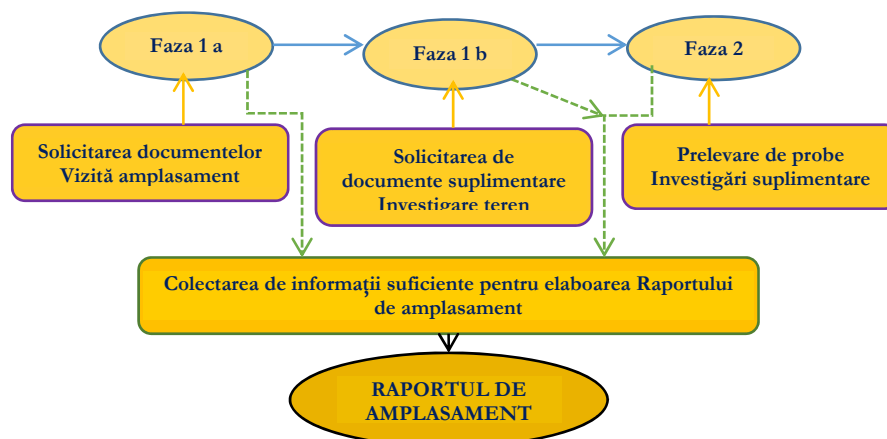 Faza 1 a
Faza 1 b
Faza 2
Solicitarea documentelor
Vizită amplasament
Solicitarea de
documente suplimentare
Investigare teren
Prelevare de probe
Investigări suplimentare
Colectarea de informații suficiente pentru elaboarea Raportului
de amplasament
RAPORTUL DE
AMPLASAMENT